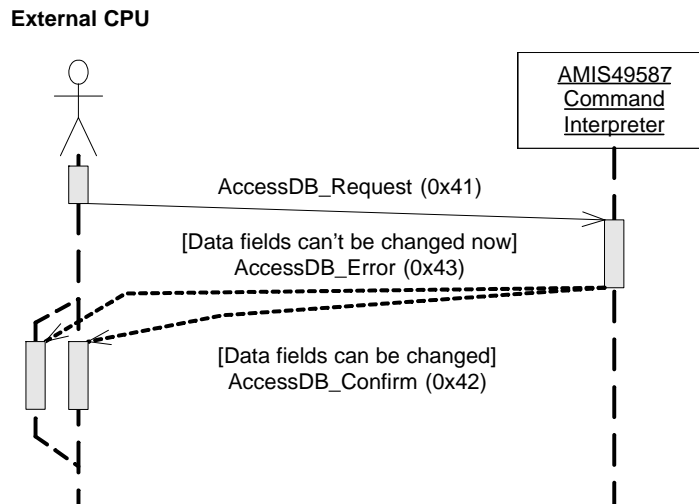 External CPU
AMIS49587
Command
Interpreter
AccessDB_Request (0x41)
[Data fields can't be changed now]
AccessDB_Error (0x43)
[Data fields can be changed]
AccessDB_Confirm (0x42)